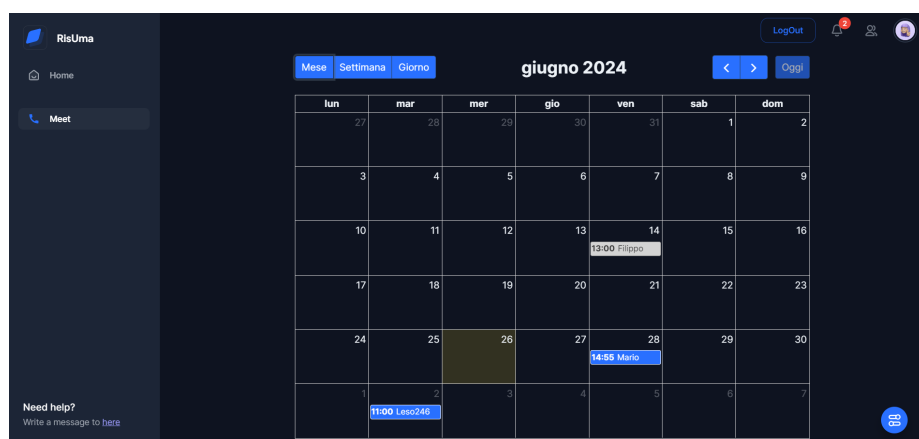 RisUma
LogOut
2
Home
Meet
Mese Settimana Giorno
giugno 2024
Oggi
lun mar mer gio ven sab dom
27 28 29 30 31 1 2
3 4 5 6 7 8 9
10 11 12 13 14 15 16
13:00 Filippo
17 18 19 20 21 22 23
24 25 26 27 28 29 30
14:55 Mario
1 2 3 4 5 6 7
11:00 Leso246
Need help?
Write a message to here